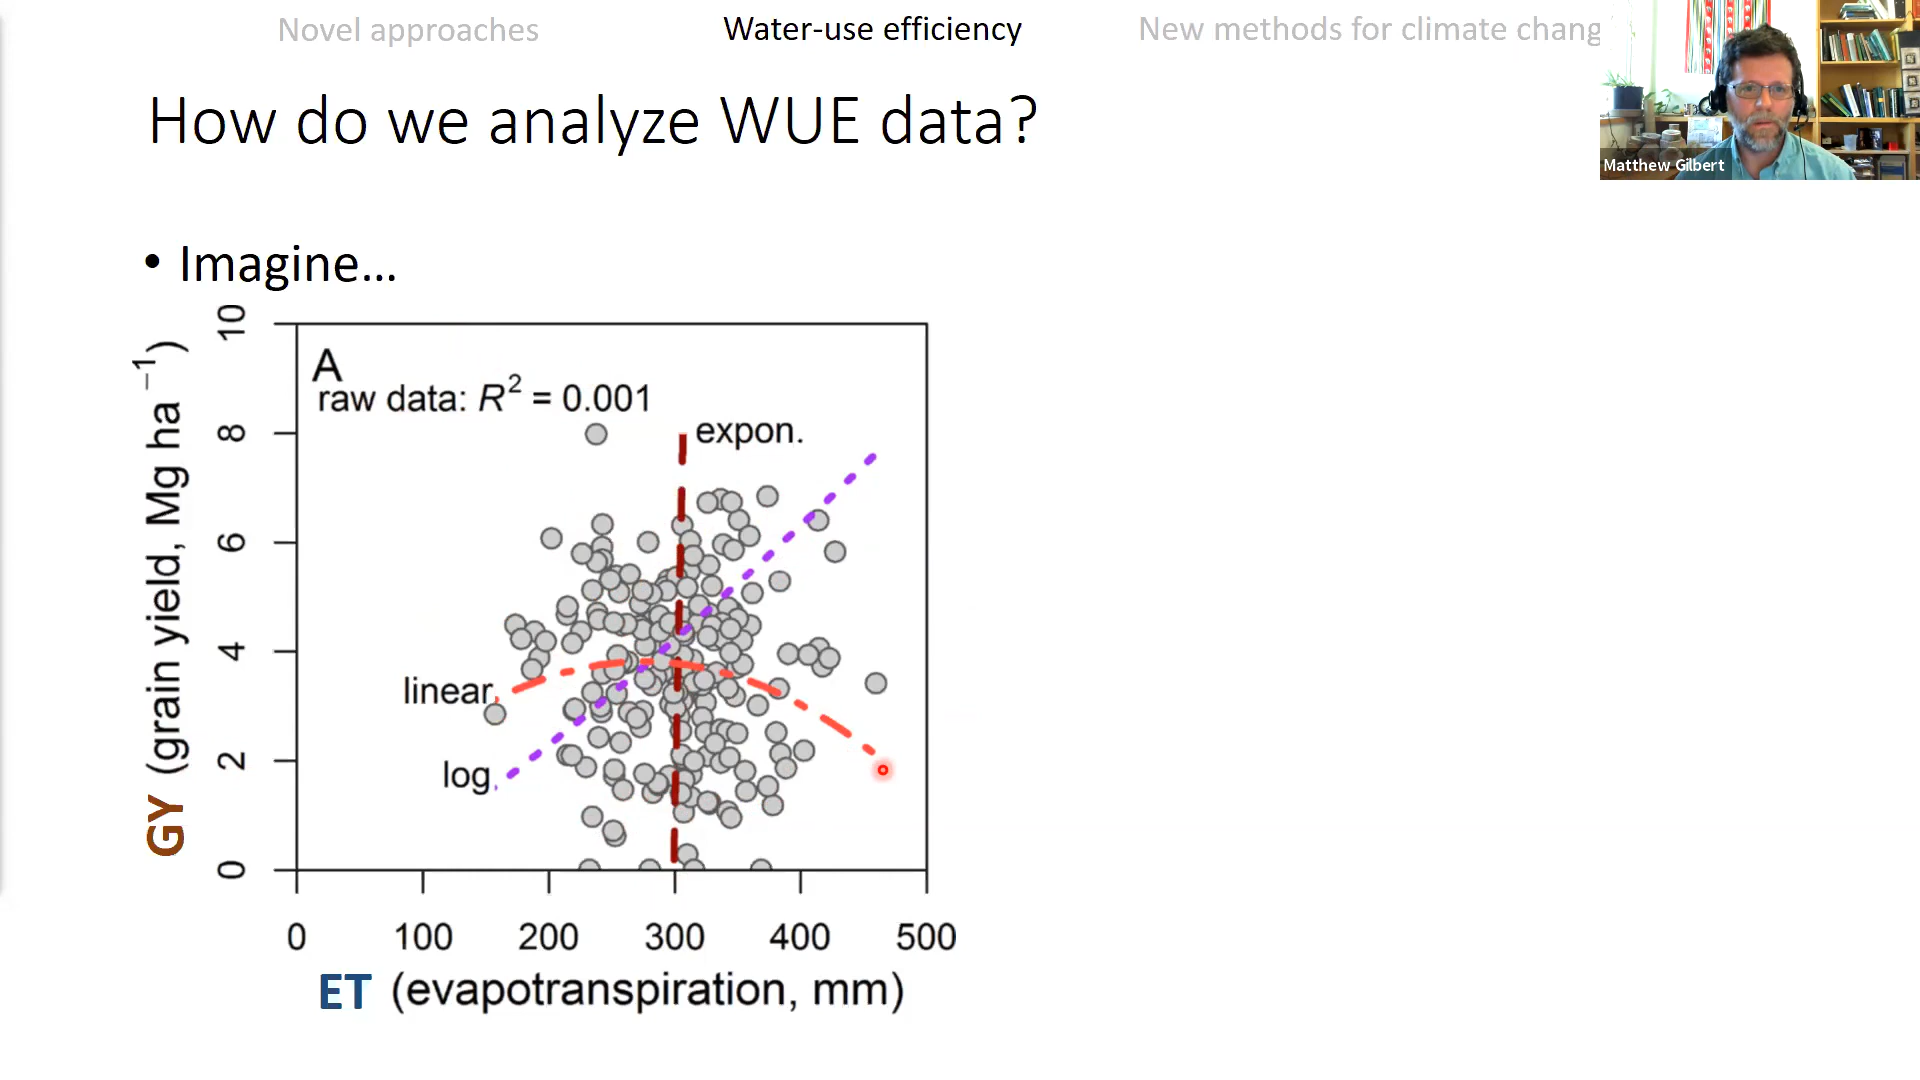 Novel approaches
Water-use efficiency
New methods for climate chang
Matthew Gilbert
How do we analyze WUE data?
• Imagine...
A
raw data: R² = 0.001
expon.
linear
log
GY (grain yield, Mg ha⁻¹)
10
8
6
4
2
0
0 100 200 300 400 500
ET (evapotranspiration, mm)